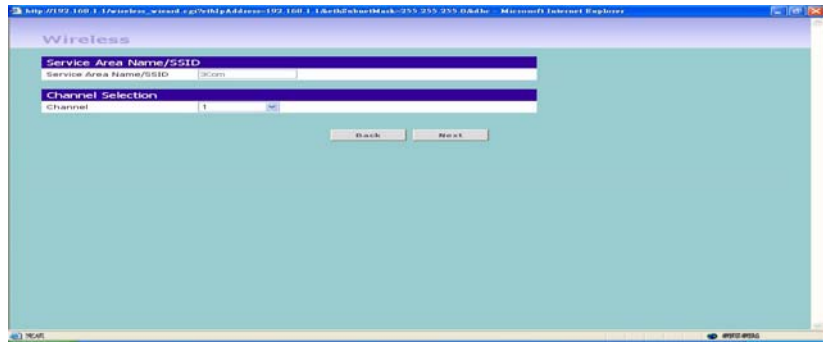 http://192.168.1.1/wireless_wizard.cgi?ethIpAddress=192.168.1.1&ethSubnetMask=255.255.255.0&dhc - Microsoft Internet Explorer
Wireless
Service Area Name/SSID
Service Area Name/SSID 3Com
Channel Selection
Channel 1
Back Next